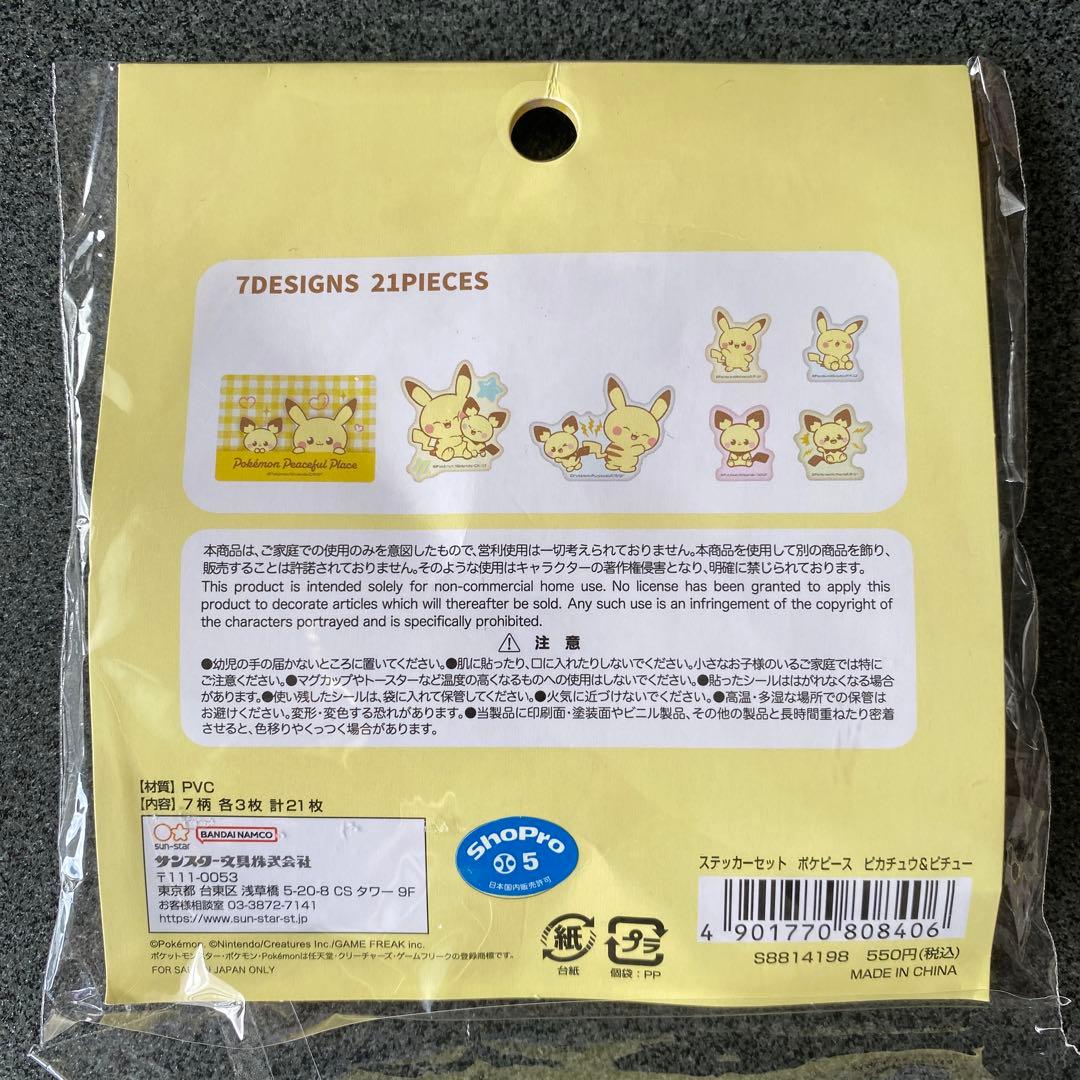 7DESIGNS 21PIECES
Pokémon Peaceful Place
本商品は、ご家庭での使用のみを意図したもので、営利使用は一切考えられておりません。本商品を使用して別の商品を飾り、
販売することは許諾されておりません。そのような使用はキャラクターの著作権侵害となり、明確に禁じられております。
This product is intended solely for non-commercial home use. No license has been granted to apply this
product to decorate articles which will thereafter be sold. Any such use is an infringement of the copyright of
the characters portrayed and is specifically prohibited.
注 意
●幼児の手の届かないところに置いてください。●肌に貼ったり、口に入れたりしないでください。小さなお子様のいるご家庭では特に
ご注意ください。●マグカップやトースターなど温度の高くなるものへの使用はしないでください。●貼ったシールははがれなくなる場合
があります。●使い残したシールは、袋に入れて保管してください。●火気に近づけないでください。●高温・多湿な場所での保管は
お避けください。変形・変色する恐れがあります。●当製品に印刷面・塗装面やビニル製品、その他の製品と長時間重ねたり密着
させると、色移りやくっつく場合があります。
【材質】PVC
【内容】7柄 各3枚 計21枚
sun-star BANDAI NAMCO
サンスター文具株式会社
〒111-0053
東京都 台東区 浅草橋 5-20-8 CS タワー 9F
お客様相談室 03-3872-7141
https://www.sun-star-st.jp
©Pokémon. ©Nintendo/Creatures Inc./GAME FREAK inc.
ポケットモンスター・ポケモン・Pokémonは任天堂・クリーチャーズ・ゲームフリークの登録商標です。
FOR SALE IN JAPAN ONLY
ShoPro
5
日本国内販売許可
紙
台紙
プラ
個袋:PP
ステッカーセット ポケピース ピカチュウ&ピチュー
4 901770 808406
S8814198 550円(税込)
MADE IN CHINA